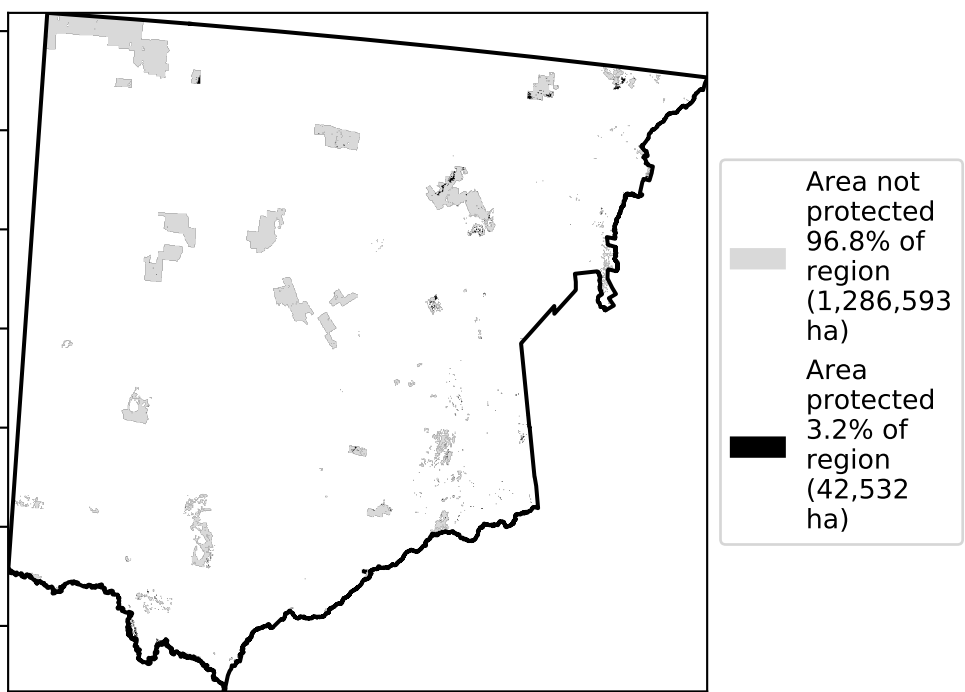 Area not
protected
96.8% of
region
(1,286,593
ha)
Area
protected
3.2% of
region
(42,532
ha)